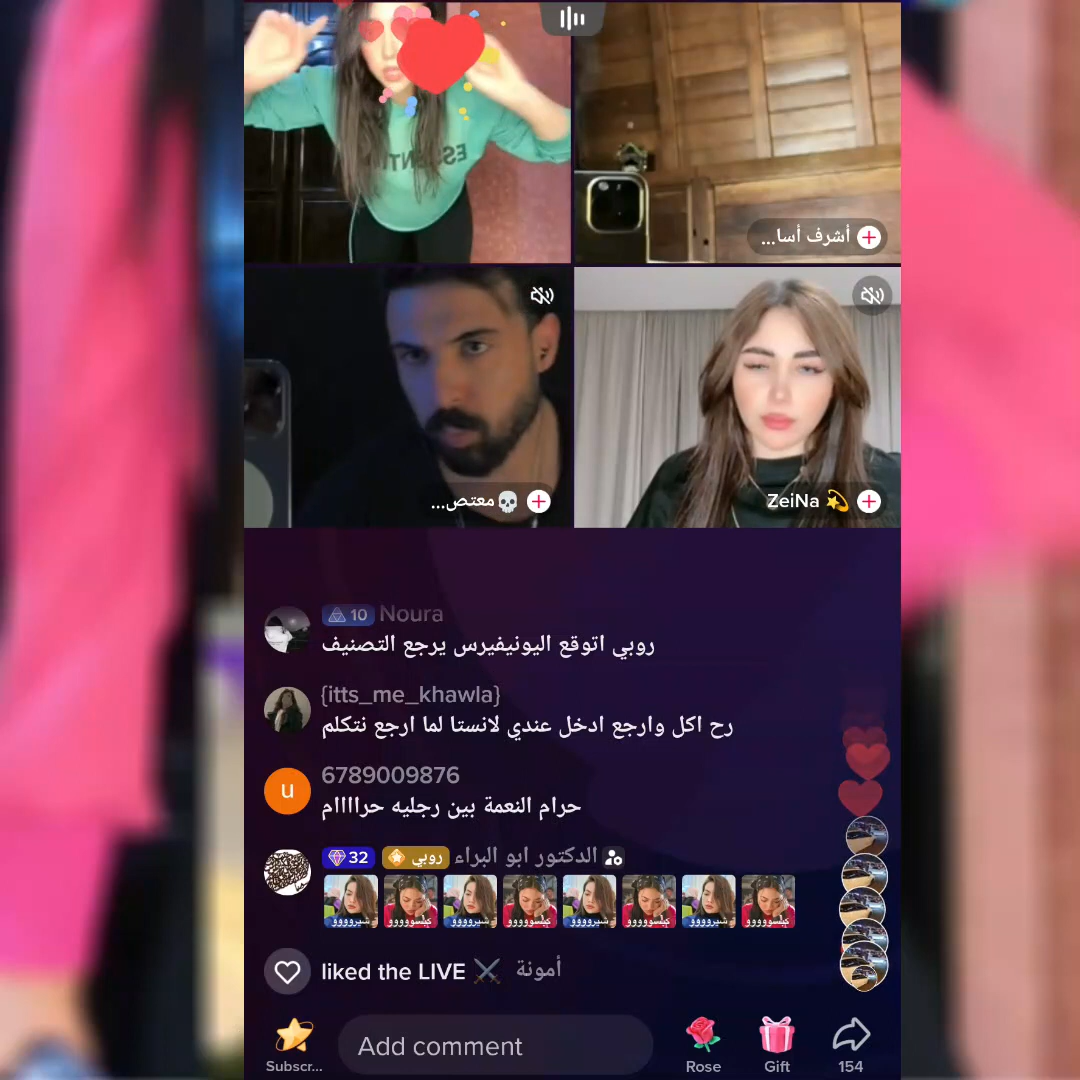 أشرف أسا...
معتص💀...
ZeiNa 💫
10 Noura
روبي اتوقع اليونيفيرس يرجع التصنيف
{itts_me_khawla}
رح اكل وارجع ادخل عندي لانستا لما ارجع نتكلم
u
6789009876
حرام النعمة بين رجليه حراااام
32 روبي الدكتور ابو البراء
liked the LIVE ⚔️ أمونة
Add comment
Subscr...
Rose
Gift
154